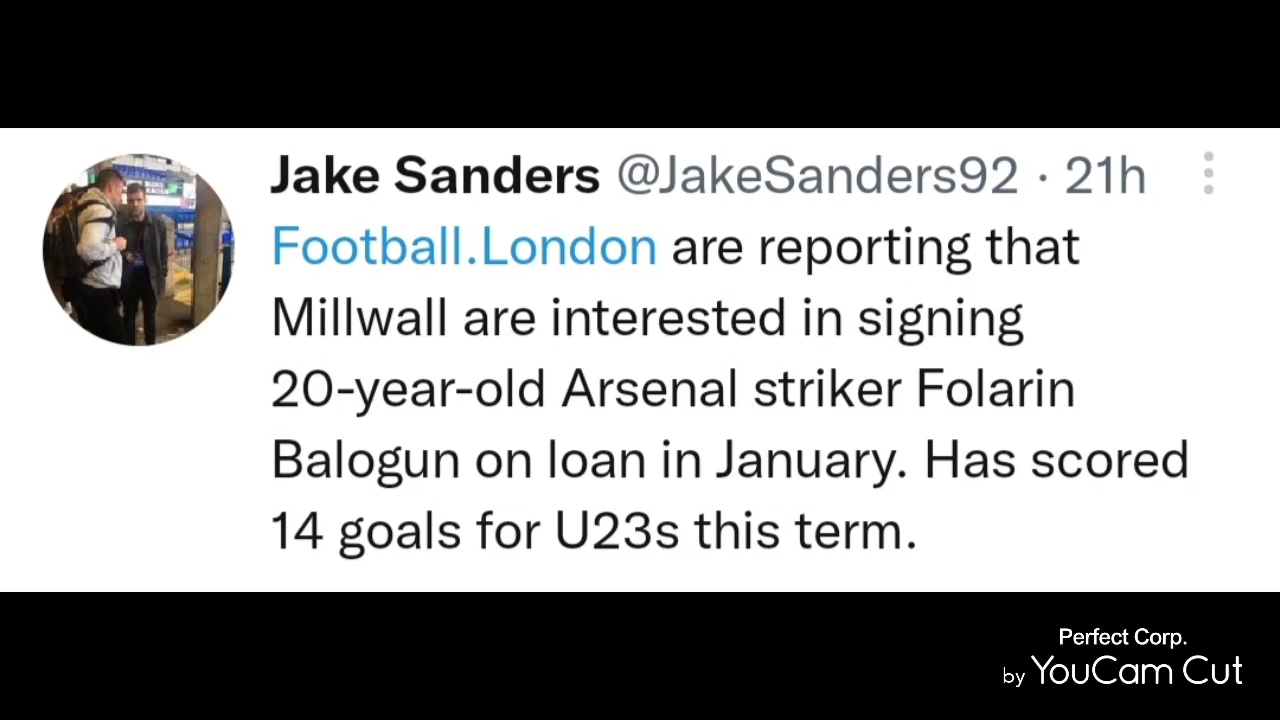 Jake Sanders @JakeSanders92 · 21h
Football.London are reporting that
Millwall are interested in signing
20-year-old Arsenal striker Folarin
Balogun on loan in January. Has scored
14 goals for U23s this term.
Perfect Corp.
by YouCam Cut